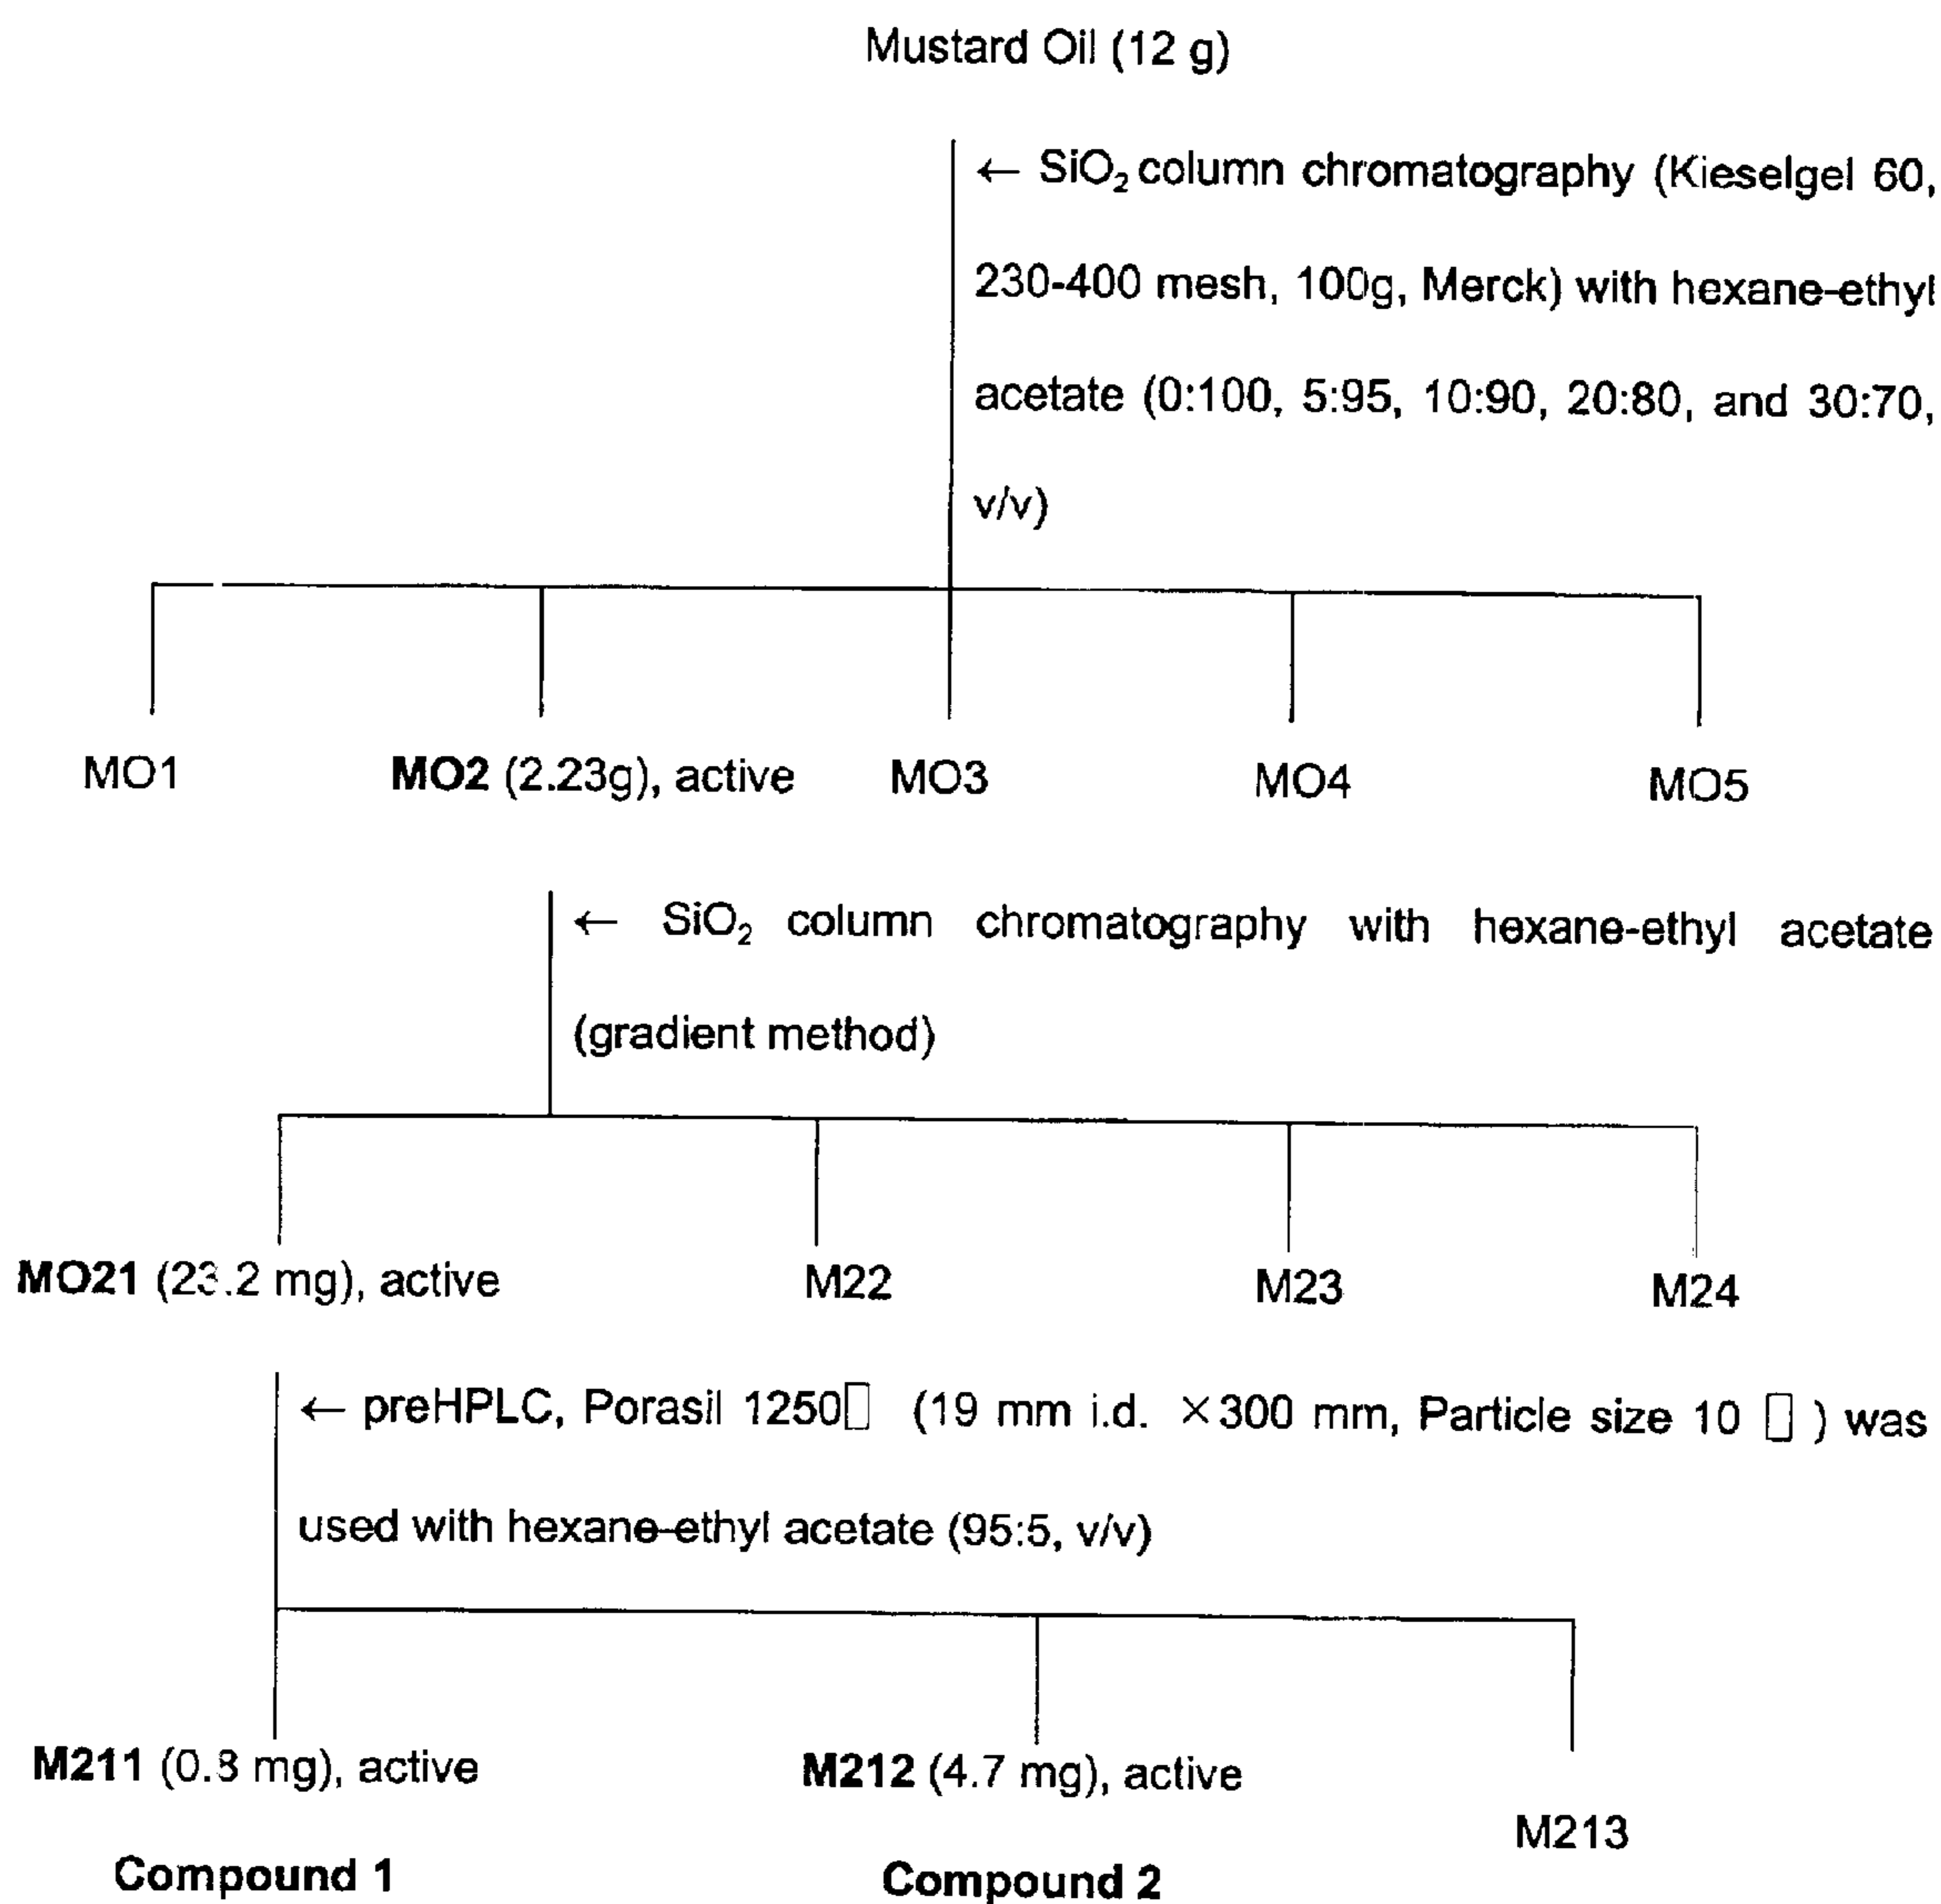 Mustard Oil (12 g)
← SiO₂ column chromatography (Kieselgel 60,
230-400 mesh, 100g, Merck) with hexane-ethyl
acetate (0:100, 5:95, 10:90, 20:80, and 30:70,
v/v)
MO1
MO2 (2.23g), active
MO3
MO4
MO5
← SiO₂ column chromatography with hexane-ethyl acetate
(gradient method)
MO21 (23.2 mg), active
M22
M23
M24
← preHPLC, Porasil 1250▯ (19 mm i.d. ×300 mm, Particle size 10 ▯ ) was
used with hexane-ethyl acetate (95:5, v/v)
M211 (0.8 mg), active
M212 (4.7 mg), active
M213
Compound 1
Compound 2